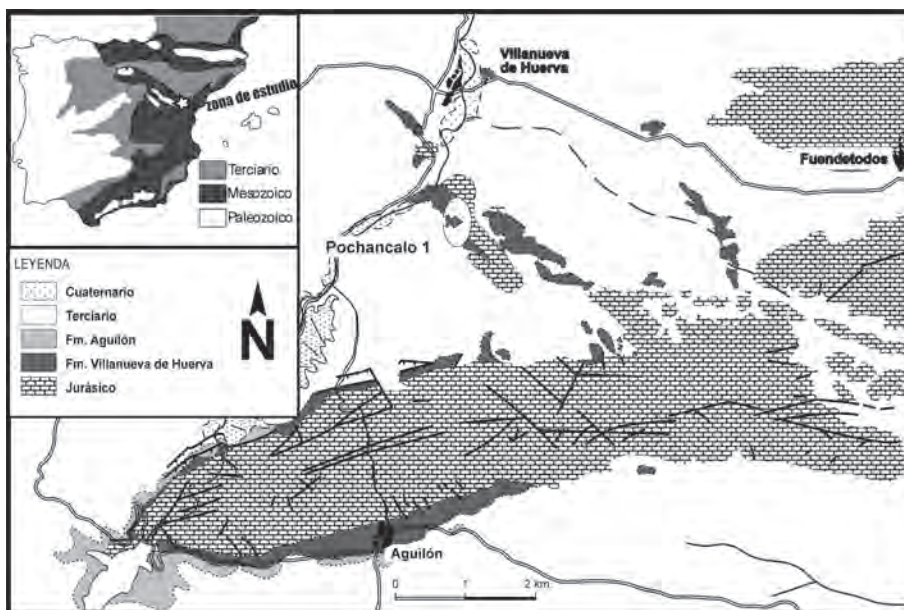 zona de estudio
Terciario
Mesozoico
Paleozoico
LEYENDA
Cuaternario
Terciario
Fm. Aguilón
Fm. Villanueva de Huerva
Jurásico
N
Villanueva
de Huerva
Fuendetodos
Pochancalo 1
Aguilón
0 1 2 km.